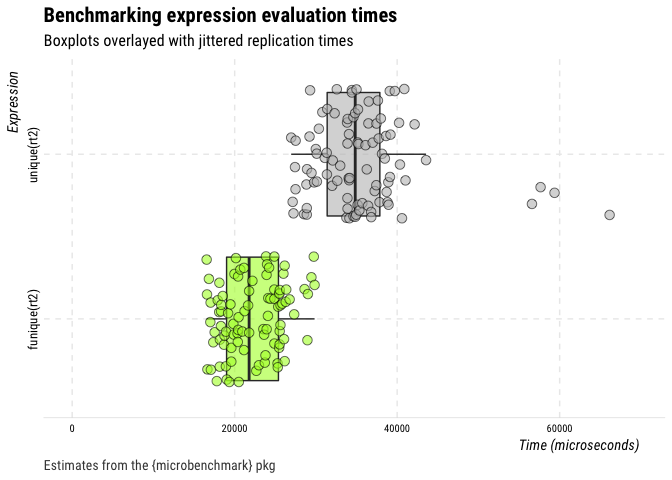 Benchmarking expression evaluation times
Boxplots overlayed with jittered replication times
Expression
unique(rt2)
funique(rt2)
0 20000 40000 60000
Time (microseconds)
Estimates from the {microbenchmark} pkg